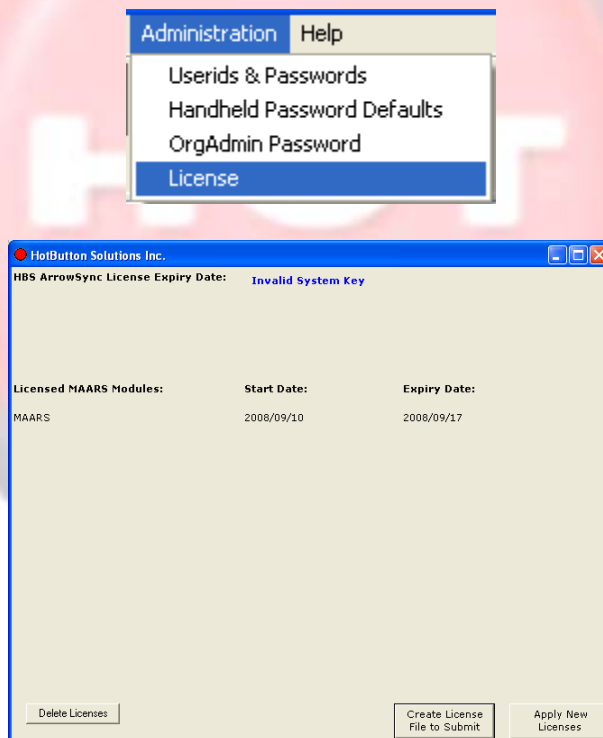 Administration Help
Userids & Passwords
Handheld Password Defaults
OrgAdmin Password
License
HOT
HotButton Solutions Inc.
HBS ArrowSync License Expiry Date: Invalid System Key
Licensed MAARS Modules: Start Date: Expiry Date:
MAARS 2008/09/10 2008/09/17
Delete Licenses
Create License
File to Submit
Apply New
Licenses